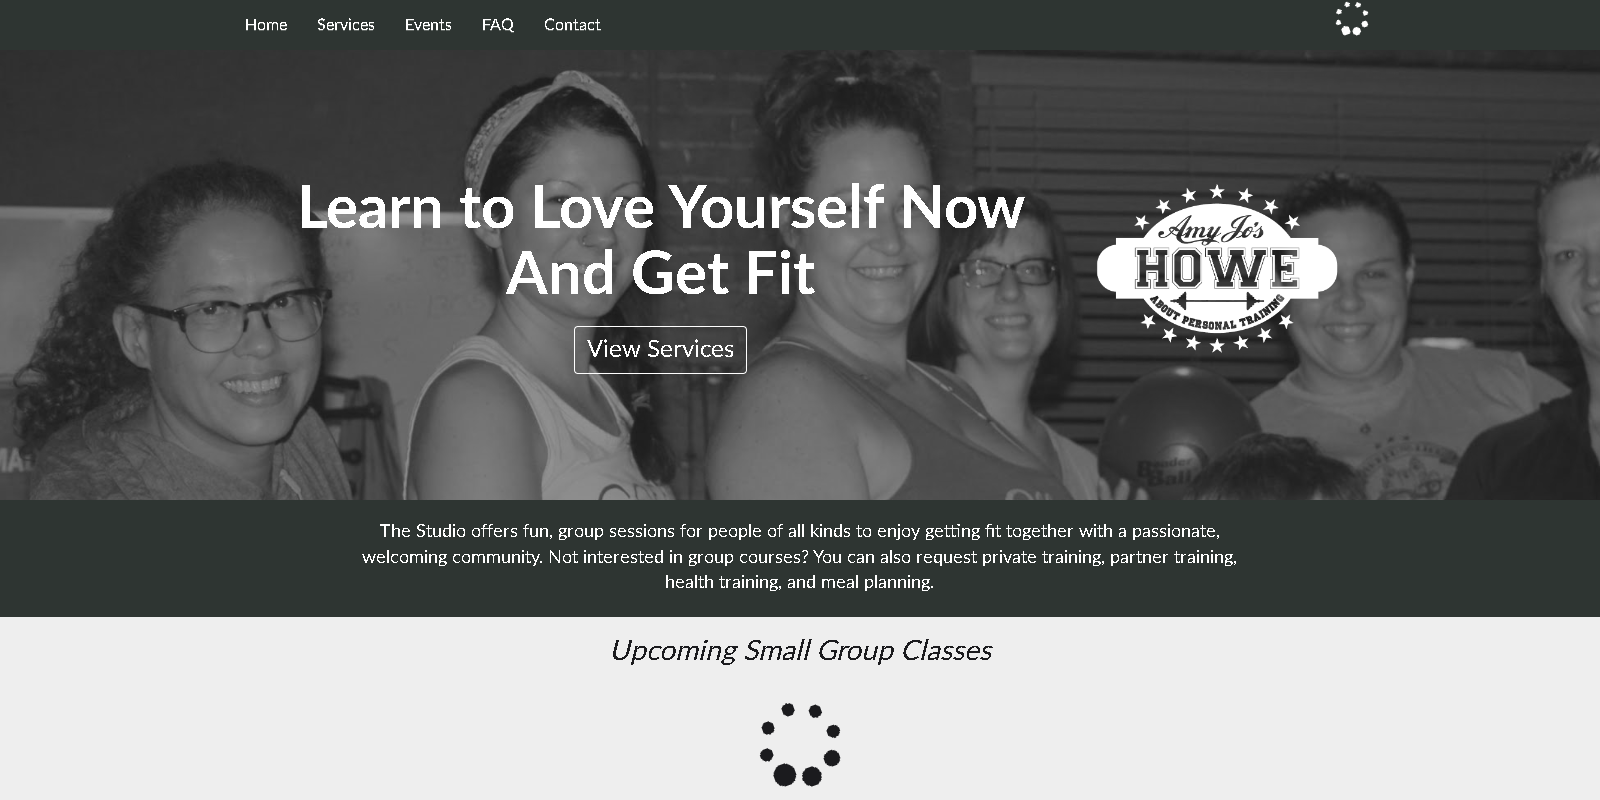 Home Services Events FAQ Contact
Learn to Love Yourself Now
And Get Fit
View Services
Amy Jo's
HOWE
ABOUT PERSONAL TRAINING
The Studio offers fun, group sessions for people of all kinds to enjoy getting fit together with a passionate,
welcoming community. Not interested in group courses? You can also request private training, partner training,
health training, and meal planning.
Upcoming Small Group Classes